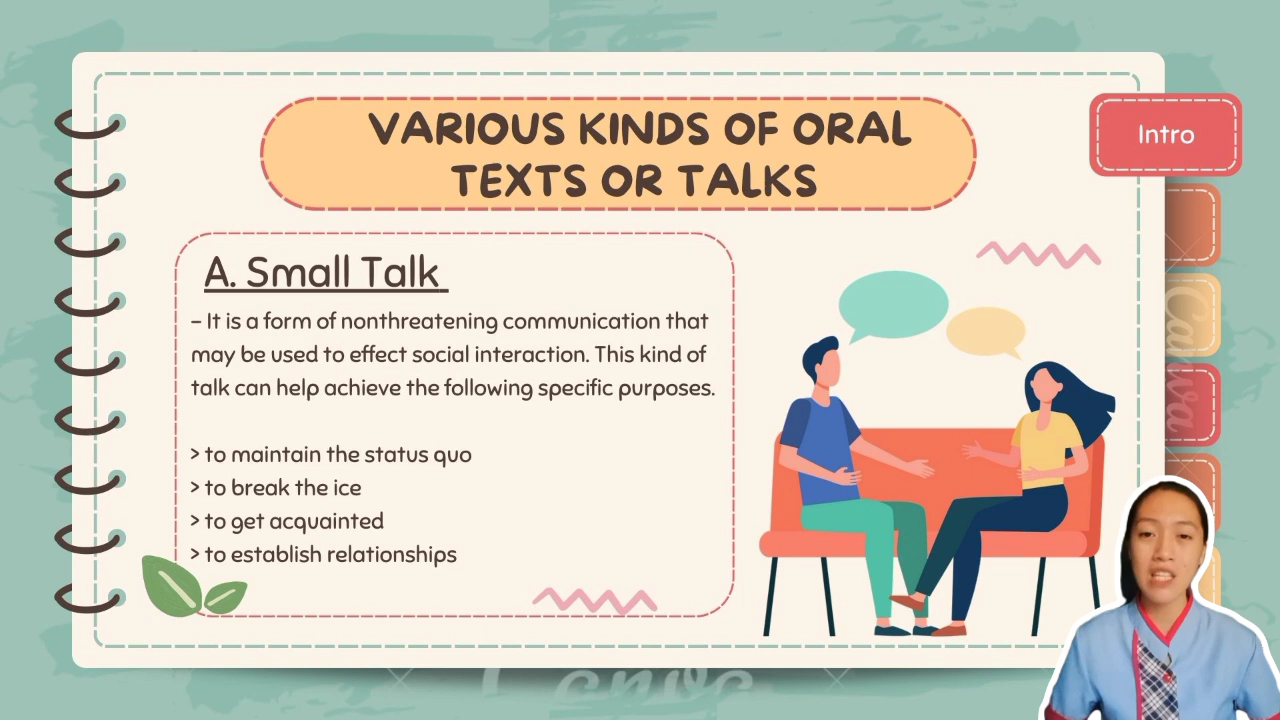 VARIOUS KINDS OF ORAL
TEXTS OR TALKS
Intro
A. Small Talk
- It is a form of nonthreatening communication that
may be used to effect social interaction. This kind of
talk can help achieve the following specific purposes.
> to maintain the status quo
> to break the ice
> to get acquainted
> to establish relationships
Canva
Canva